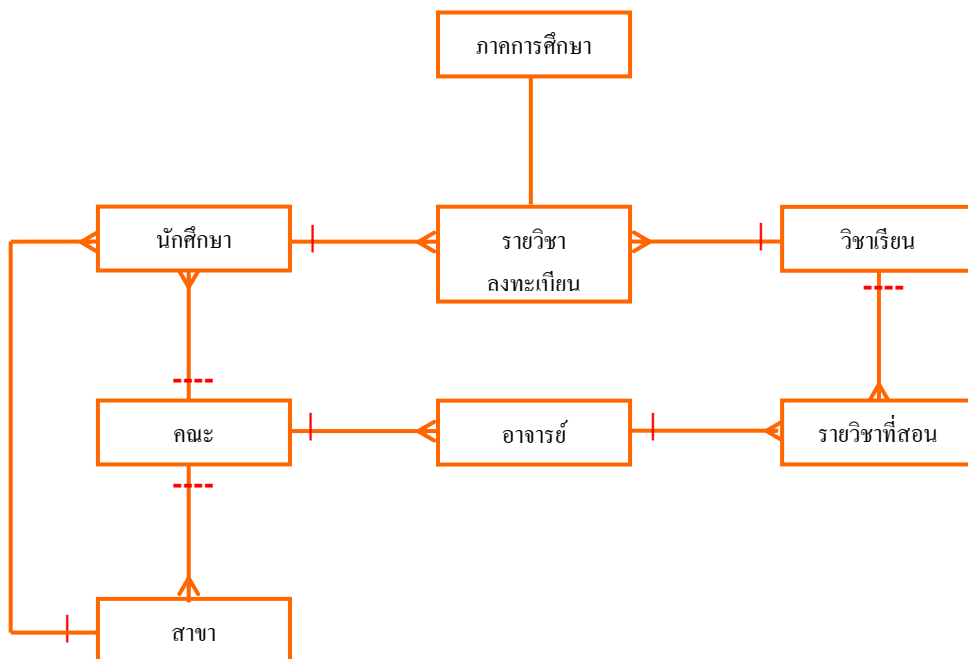 ภาคการศึกษา
นักศึกษา
รายวิชา
ลงทะเบียน
วิชาเรียน
คณะ
อาจารย์
รายวิชาที่สอน
สาขา